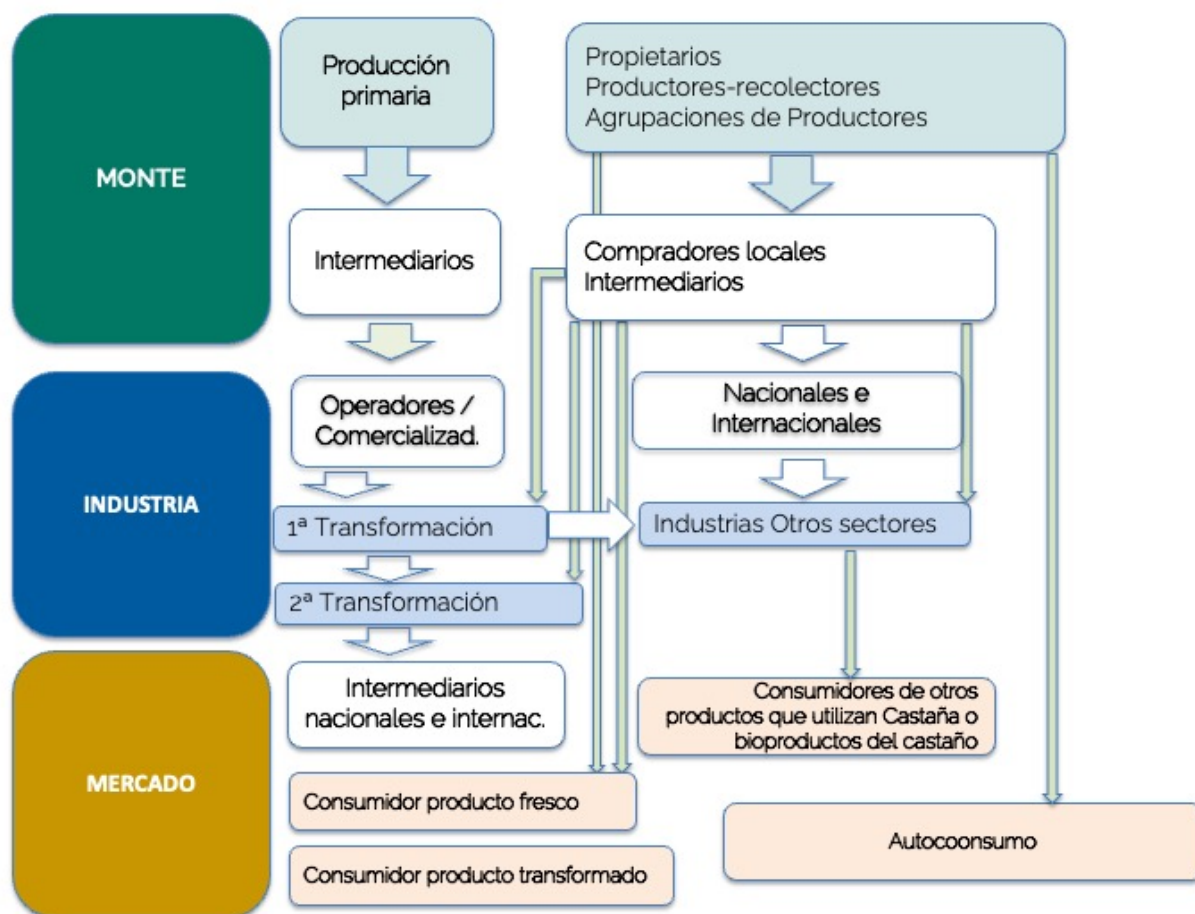 MONTE
Producción
primaria
Propietarios
Productores-recolectores
Agrupaciones de Productores
Intermediarios
Compradores locales
Intermediarios
INDUSTRIA
Operadores /
Comercializad.
Nacionales e
Internacionales
1ª Transformación
Industrias Otros sectores
2ª Transformación
MERCADO
Intermediarios
nacionales e internac.
Consumidores de otros
productos que utilizan Castaña o
bioproductos del castaño
Consumidor producto fresco
Autocoonsumo
Consumidor producto transformado